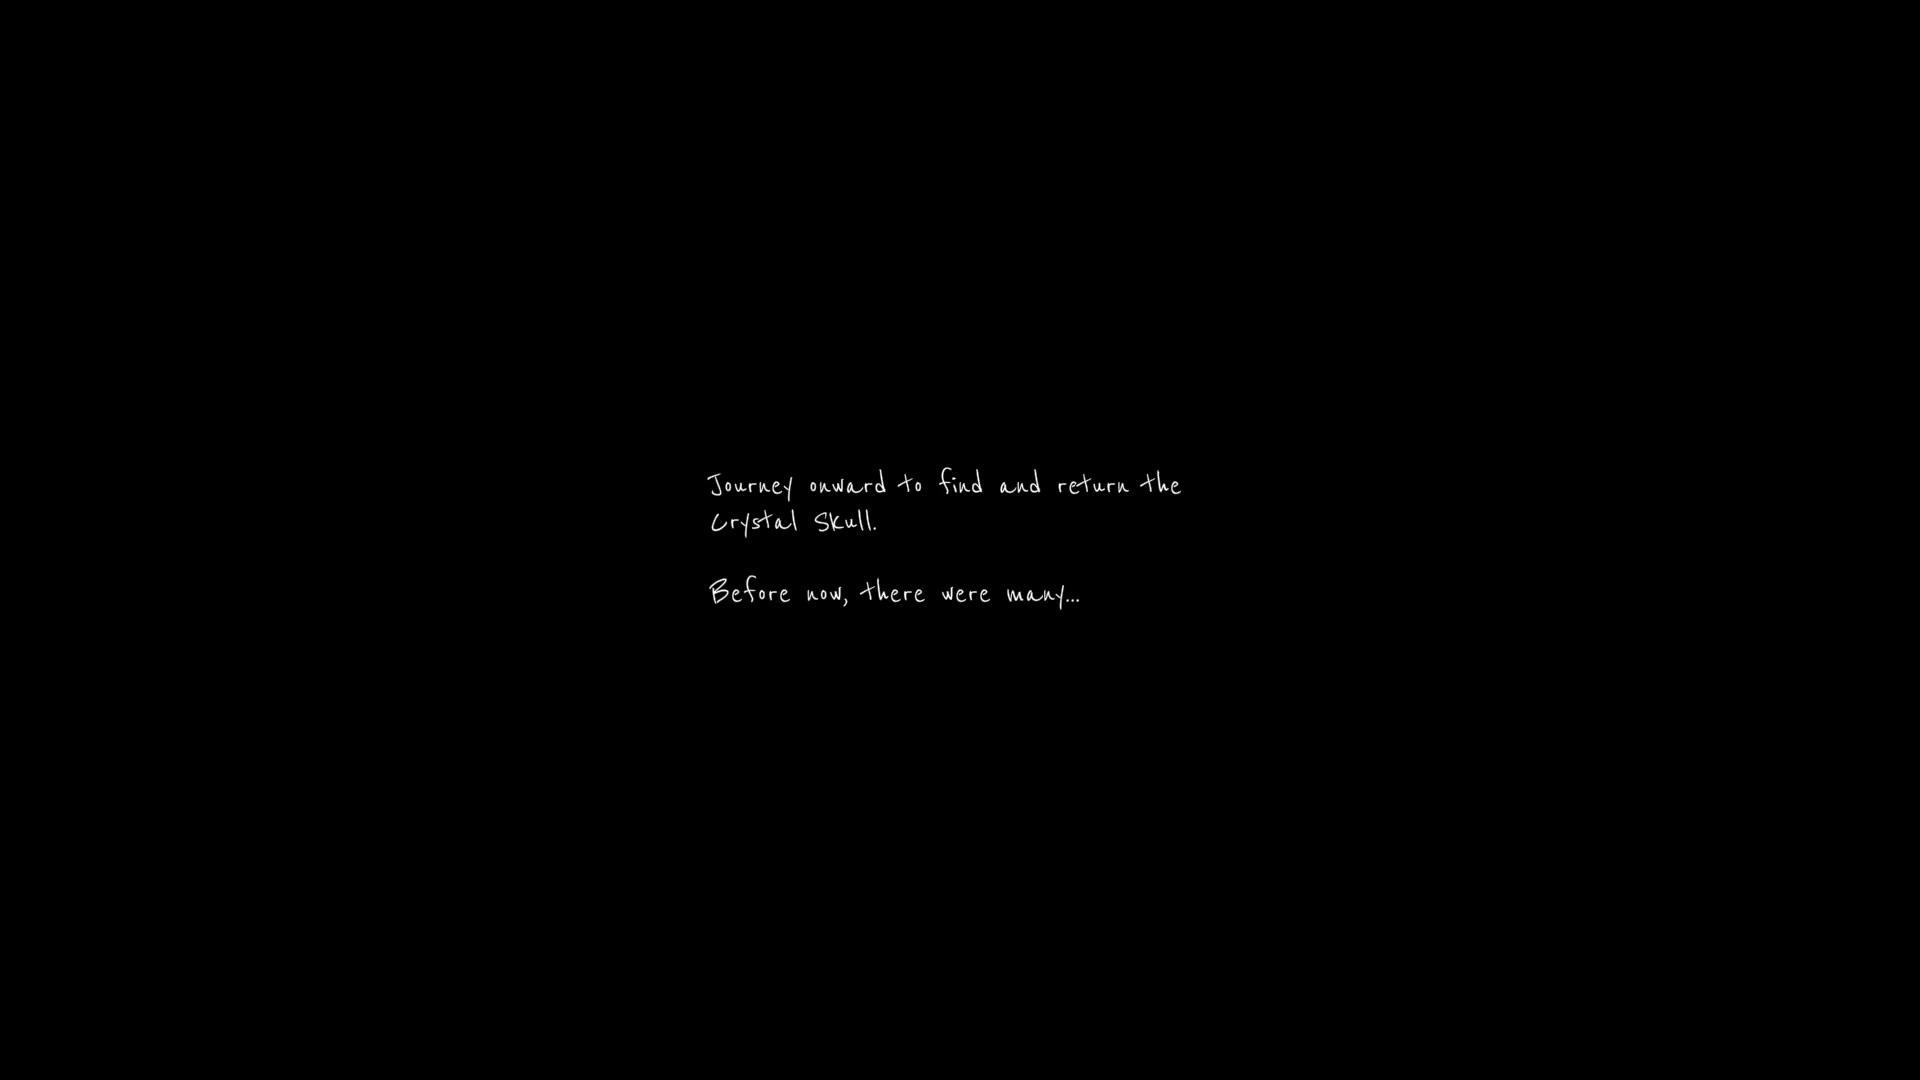 Journey onward to find and return the
Crystal Skull.
Before now, there were many...